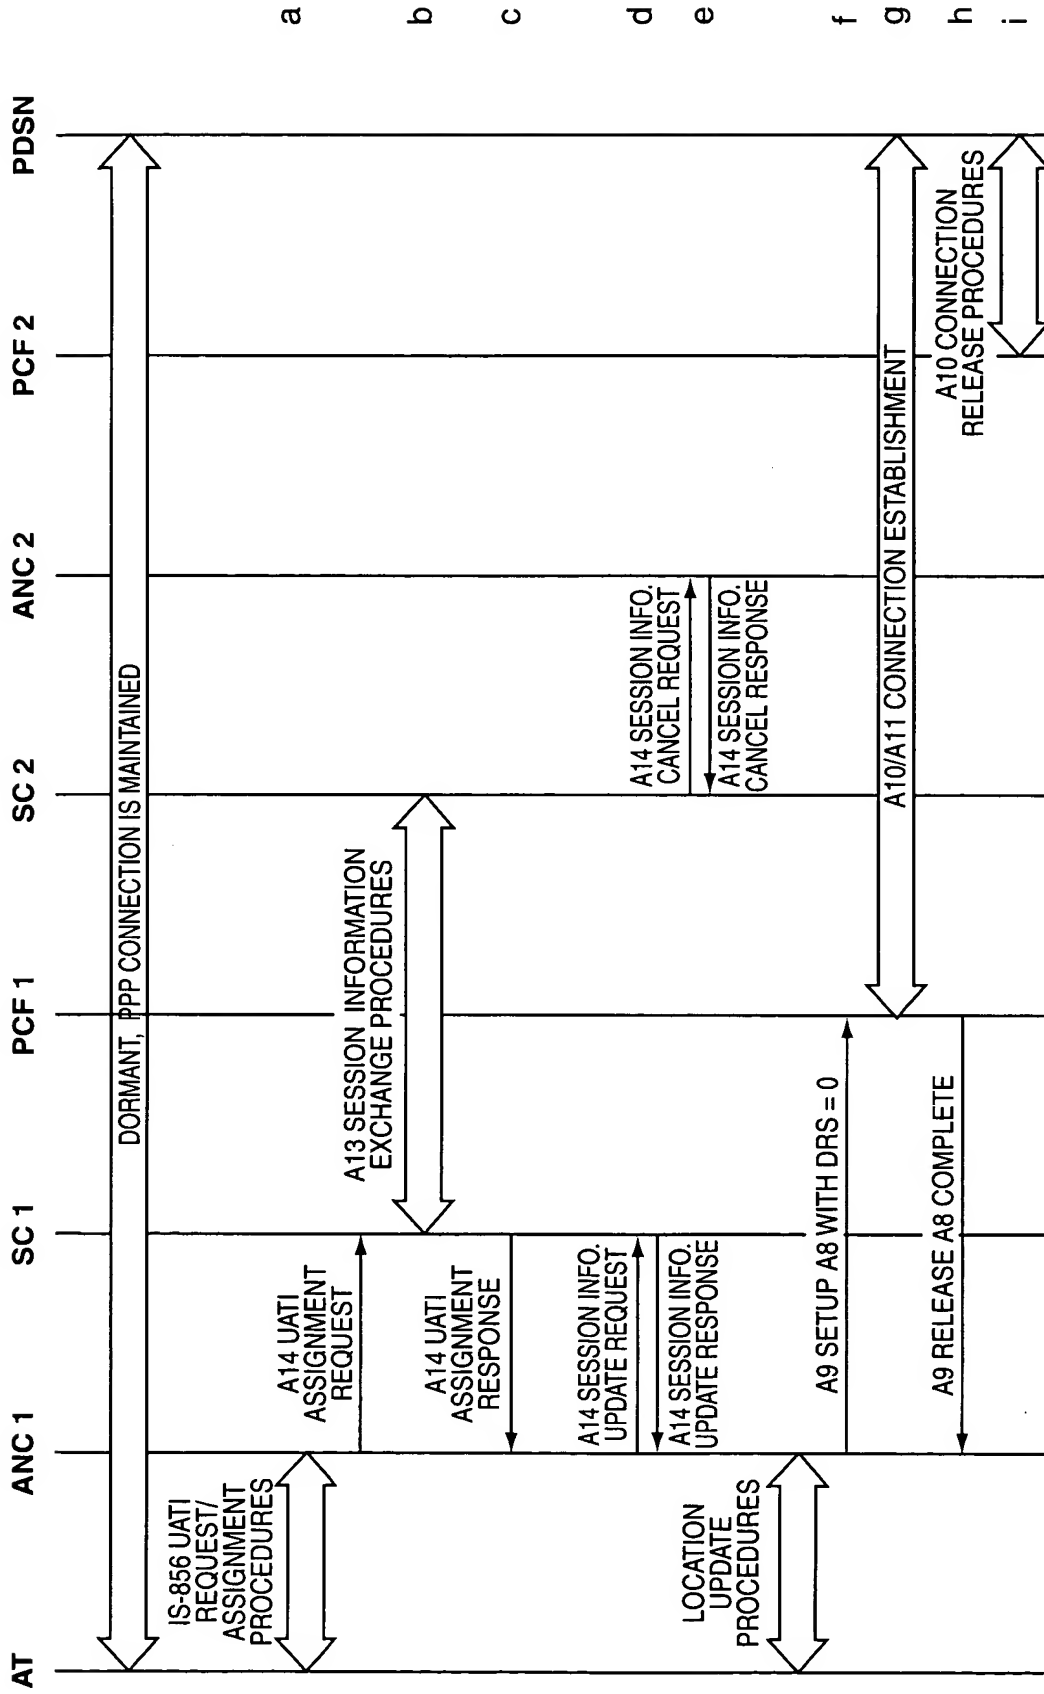 AT
ANC 1
SC 1
PCF 1
SC 2
ANC 2
PCF 2
PDSN
DORMANT, PPP CONNECTION IS MAINTAINED
IS-856 UATI
REQUEST/
ASSIGNMENT
PROCEDURES
a
A14 UATI
ASSIGNMENT
REQUEST
A13 SESSION INFORMATION
EXCHANGE PROCEDURES
b
A14 UATI
ASSIGNMENT
RESPONSE
c
A14 SESSION INFO.
UPDATE REQUEST
d
A14 SESSION INFO.
UPDATE RESPONSE
A14 SESSION INFO.
CANCEL REQUEST
e
A14 SESSION INFO.
CANCEL RESPONSE
LOCATION
UPDATE
PROCEDURES
A9 SETUP A8 WITH DRS = 0
f
A10/A11 CONNECTION ESTABLISHMENT
g
A9 RELEASE A8 COMPLETE
h
A10 CONNECTION
RELEASE PROCEDURES
i